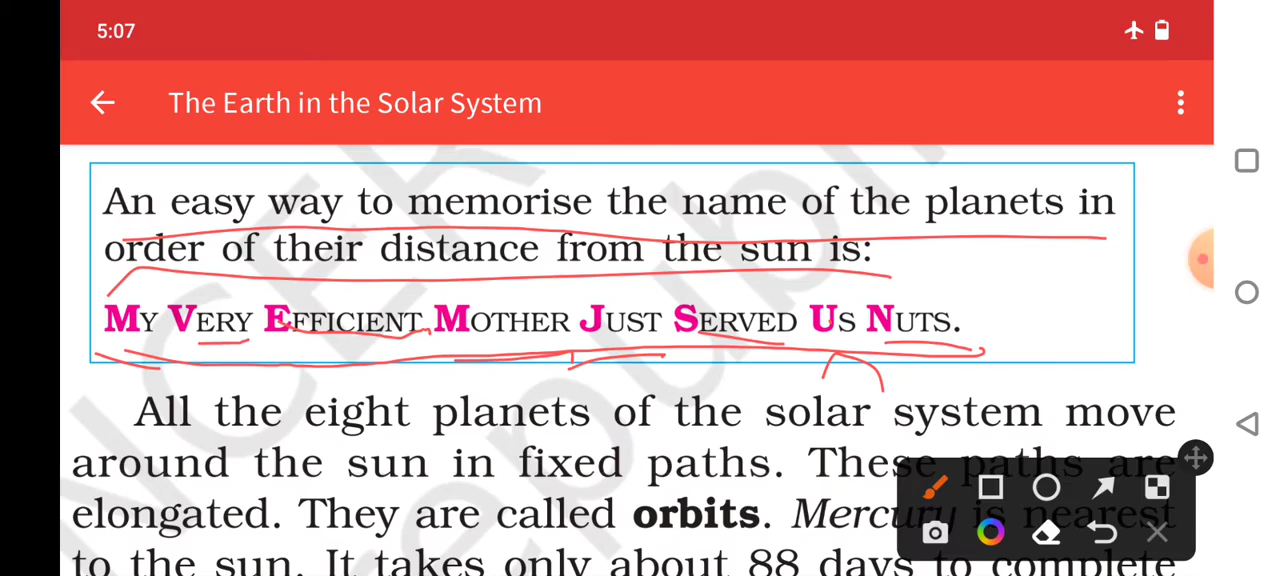 5:07
The Earth in the Solar System
An easy way to memorise the name of the planets in
order of their distance from the sun is:
MY VERY EFFICIENT MOTHER JUST SERVED US NUTS.
All the eight planets of the solar system move
around the sun in fixed paths. These paths are
elongated. They are called orbits. Mercury is nearest
to the sun. It takes only about 88 days to complete